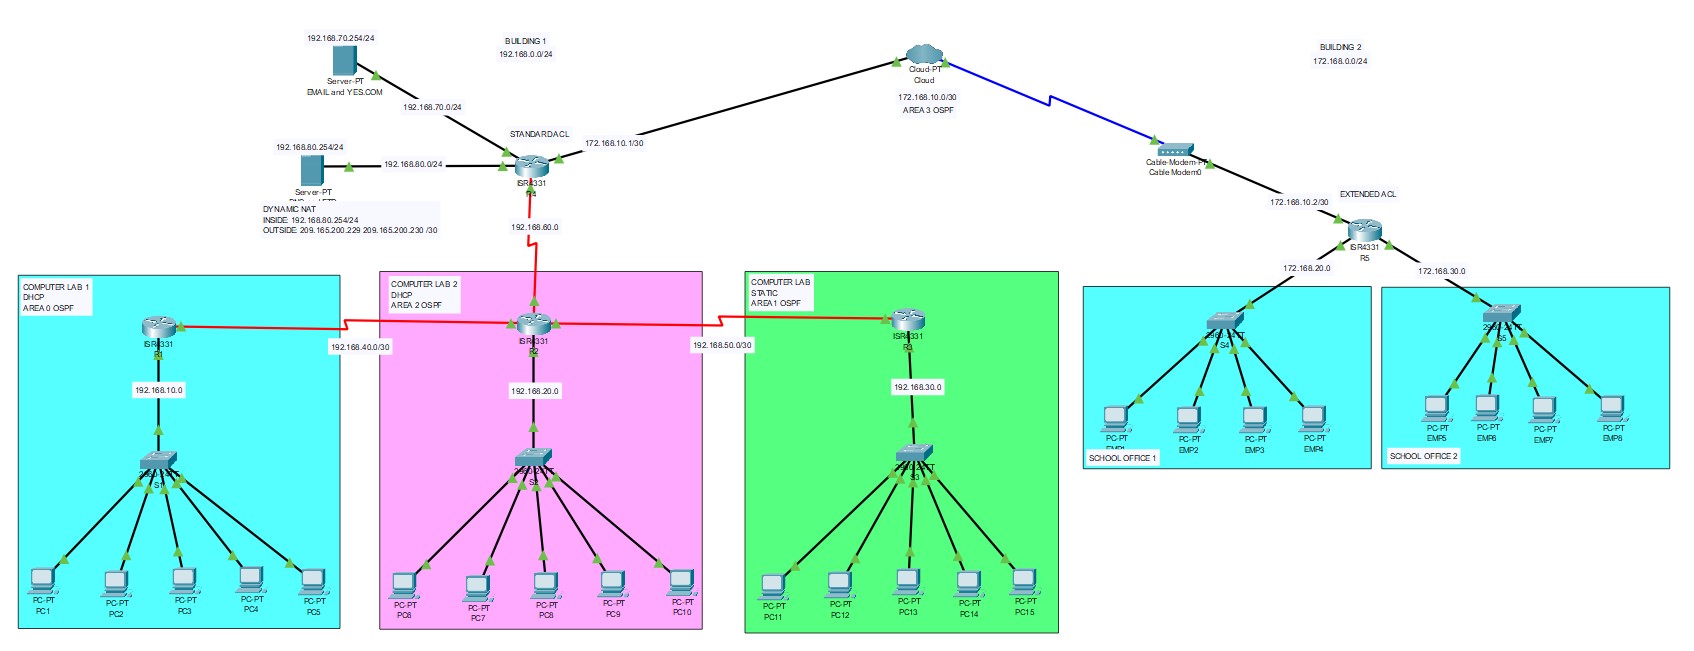 192.168.70.254/24
Server-PT
EMAIL and YES.COM
BUILDING 1
192.168.0.0/24
192.168.70.0/24
STANDARD ACL
172.168.10.1/30
192.168.80.254/24
192.168.80.0/24
Server-PT
ISR4331
R4
DYNAMIC NAT
INSIDE: 192.168.80.254/24
OUTSIDE: 209.165.200.229 209.165.200.230 /30
192.168.60.0
Cloud-PT
Cloud
172.168.10.0/30
AREA 3 OSPF
BUILDING 2
172.168.0.0/24
Cable-Modem-PT
Cable Modem0
EXTENDED ACL
172.168.10.2/30
ISR4331
R5
172.168.20.0
172.168.30.0
COMPUTER LAB 1
DHCP
AREA 0 OSPF
ISR4331
R1
192.168.40.0/30
192.168.10.0
2960-24TT
S1
PC-PT
PC1
PC-PT
PC2
PC-PT
PC3
PC-PT
PC4
PC-PT
PC5
COMPUTER LAB 2
DHCP
AREA 2 OSPF
ISR4331
R2
192.168.50.0/30
192.168.20.0
2960-24TT
S2
PC-PT
PC6
PC-PT
PC7
PC-PT
PC8
PC-PT
PC9
PC-PT
PC10
COMPUTER LAB
STATIC
AREA 1 OSPF
ISR4331
R3
192.168.30.0
2960-24TT
S3
PC-PT
PC11
PC-PT
PC12
PC-PT
PC13
PC-PT
PC14
PC-PT
PC15
2960-24TT
S4
PC-PT
PC-PT
EMP2
PC-PT
EMP3
PC-PT
EMP4
SCHOOL OFFICE 1
2960-24TT
S5
PC-PT
EMP5
PC-PT
EMP6
PC-PT
EMP7
PC-PT
EMP8
SCHOOL OFFICE 2